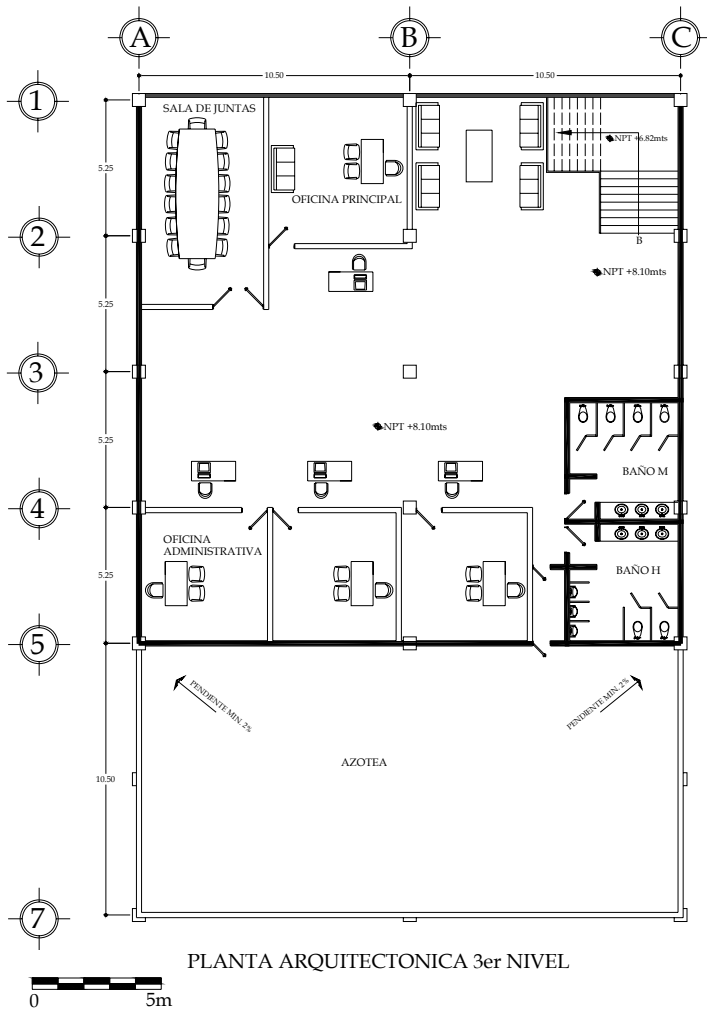 A
B
C
10.50
10.50
1
SALA DE JUNTAS
NPT +6.82mts
5.25
OFICINA PRINCIPAL
2
B
NPT +8.10mts
5.25
3
NPT +8.10mts
5.25
BAÑO M
4
OFICINA
ADMINISTRATIVA
5.25
BAÑO H
5
PENDIENTE MIN. 2%
PENDIENTE MIN. 2%
AZOTEA
10.50
7
PLANTA ARQUITECTONICA 3er NIVEL
0
5m